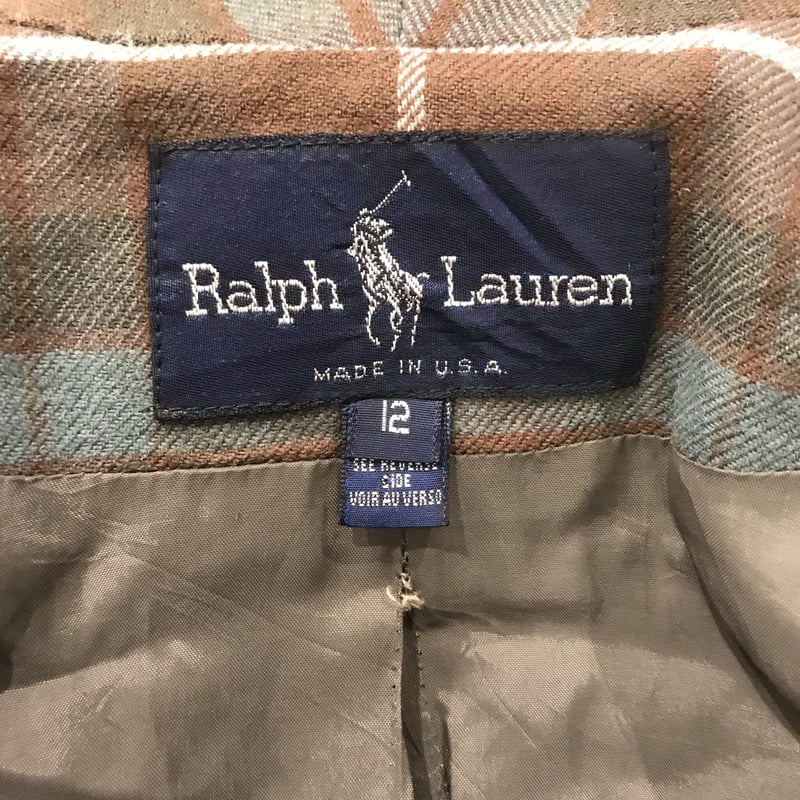 Ralph Lauren
MADE IN U.S.A.
12
SEE REVERSE
SIDE
VOIR AU VERSO